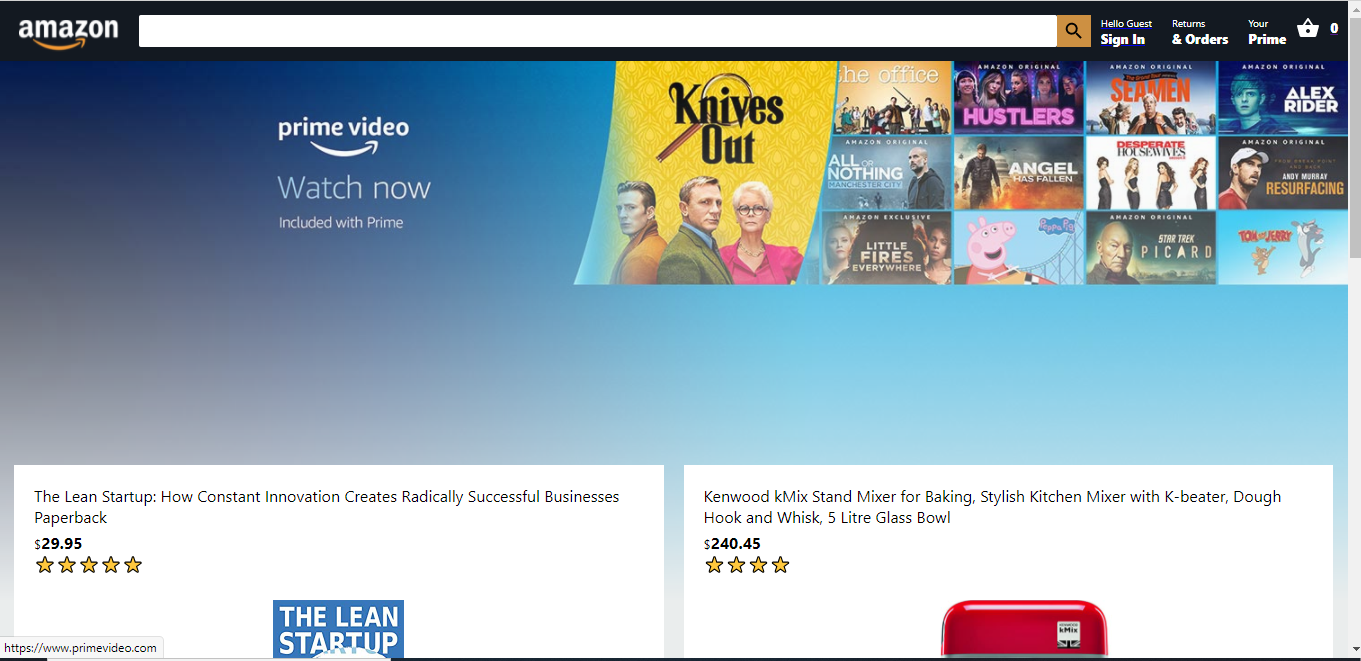 amazon
Hello Guest
Sign In
Returns
& Orders
Your
Prime
0
prime video
Watch now
Included with Prime
Knives
Out
the office
AMAZON ORIGINAL
HUSTLERS
AMAZON ORIGINAL
SEAMEN
AMAZON ORIGINAL
ALEX
RIDER
AMAZON ORIGINAL
ALL OR
NOTHING
MANCHESTER CITY
ANGEL
HAS FALLEN
DESPERATE
HOUSEWIVES
AMAZON ORIGINAL
ANDY MURRAY
RESURFACING
AMAZON EXCLUSIVE
LITTLE
FIRES
EVERYWHERE
Peppa Pig
AMAZON ORIGINAL
STAR TREK
PICARD
TOM and JERRY
The Lean Startup: How Constant Innovation Creates Radically Successful Businesses
Paperback
$29.95
THE LEAN
STARTUP
Kenwood kMix Stand Mixer for Baking, Stylish Kitchen Mixer with K-beater, Dough
Hook and Whisk, 5 Litre Glass Bowl
$240.45
KENWOOD
kMix
https://www.primevideo.com